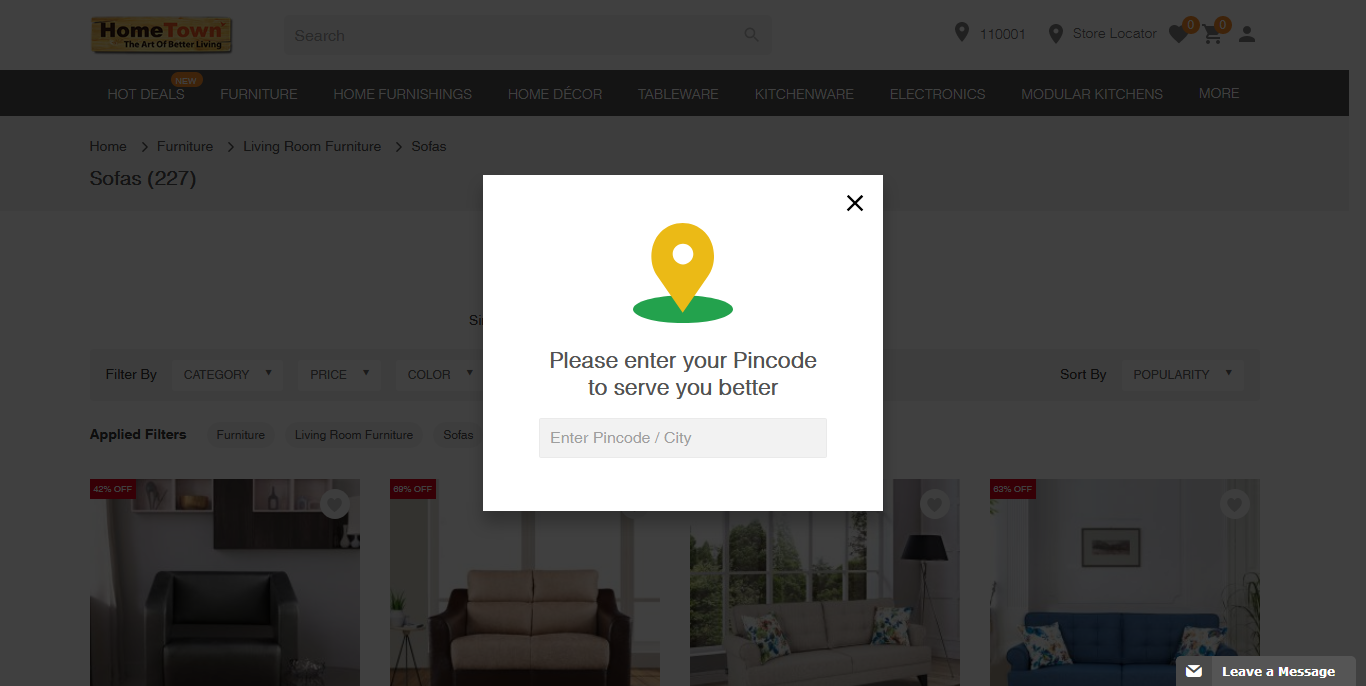 HomeTown
The Art Of Better Living
Search
110001
Store Locator
0
0
NEW
HOT DEALS
FURNITURE
HOME FURNISHINGS
HOME DÉCOR
TABLEWARE
KITCHENWARE
ELECTRONICS
MODULAR KITCHENS
MORE
Home > Furniture > Living Room Furniture > Sofas
Sofas (227)
Please enter your Pincode
to serve you better
Enter Pincode / City
Filter By
CATEGORY
PRICE
COLOR
Sort By
POPULARITY
Applied Filters
Furniture
Living Room Furniture
Sofas
42% OFF
69% OFF
63% OFF
Leave a Message